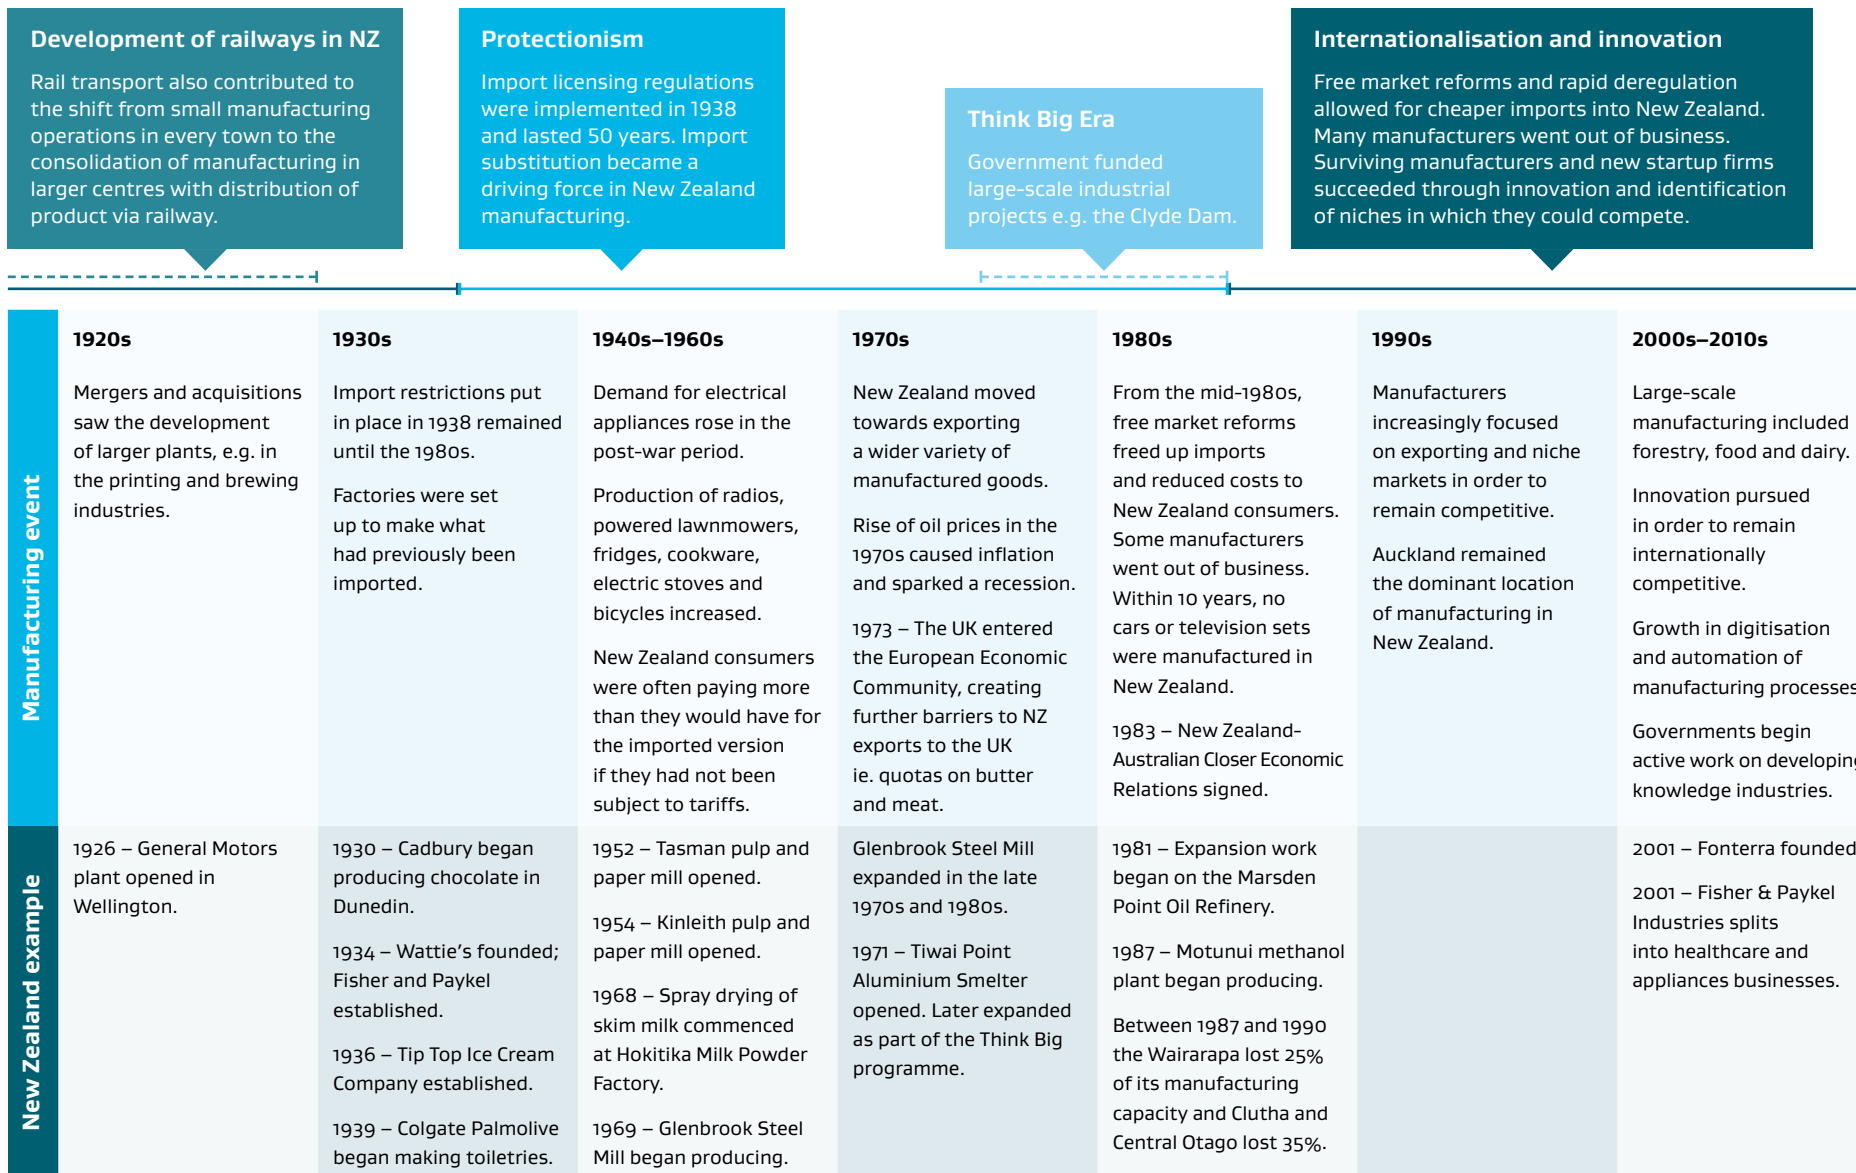 Development of railways in NZ
Rail transport also contributed to
the shift from small manufacturing
operations in every town to the
consolidation of manufacturing in
larger centres with distribution of
product via railway.
Protectionism
Import licensing regulations
were implemented in 1938
and lasted 50 years. Import
substitution became a
driving force in New Zealand
manufacturing.
Think Big Era
Government funded
large-scale industrial
projects e.g. the Clyde Dam.
Internationalisation and innovation
Free market reforms and rapid deregulation
allowed for cheaper imports into New Zealand.
Many manufacturers went out of business.
Surviving manufacturers and new startup firms
succeeded through innovation and identification
of niches in which they could compete.
Manufacturing event
1920s
Mergers and acquisitions
saw the development
of larger plants, e.g. in
the printing and brewing
industries.
1930s
Import restrictions put
in place in 1938 remained
until the 1980s.
Factories were set
up to make what
had previously been
imported.
1940s–1960s
Demand for electrical
appliances rose in the
post-war period.
Production of radios,
powered lawnmowers,
fridges, cookware,
electric stoves and
bicycles increased.
New Zealand consumers
were often paying more
than they would have for
the imported version
if they had not been
subject to tariffs.
1970s
New Zealand moved
towards exporting
a wider variety of
manufactured goods.
Rise of oil prices in the
1970s caused inflation
and sparked a recession.
1973 – The UK entered
the European Economic
Community, creating
further barriers to NZ
exports to the UK
ie. quotas on butter
and meat.
1980s
From the mid-1980s,
free market reforms
freed up imports
and reduced costs to
New Zealand consumers.
Some manufacturers
went out of business.
Within 10 years, no
cars or television sets
were manufactured in
New Zealand.
1983 – New Zealand-
Australian Closer Economic
Relations signed.
1990s
Manufacturers
increasingly focused
on exporting and niche
markets in order to
remain competitive.
Auckland remained
the dominant location
of manufacturing in
New Zealand.
2000s–2010s
Large-scale
manufacturing included
forestry, food and dairy.
Innovation pursued
in order to remain
internationally
competitive.
Growth in digitisation
and automation of
manufacturing processes
Governments begin
active work on developing
knowledge industries.
New Zealand example
1926 – General Motors
plant opened in
Wellington.
1930 – Cadbury began
producing chocolate in
Dunedin.
1934 – Wattie's founded;
Fisher and Paykel
established.
1936 – Tip Top Ice Cream
Company established.
1939 – Colgate Palmolive
began making toiletries.
1952 – Tasman pulp and
paper mill opened.
1954 – Kinleith pulp and
paper mill opened.
1968 – Spray drying of
skim milk commenced
at Hokitika Milk Powder
Factory.
1969 – Glenbrook Steel
Mill began producing.
Glenbrook Steel Mill
expanded in the late
1970s and 1980s.
1971 – Tiwai Point
Aluminium Smelter
opened. Later expanded
as part of the Think Big
programme.
1981 – Expansion work
began on the Marsden
Point Oil Refinery.
1987 – Motunui methanol
plant began producing.
Between 1987 and 1990
the Wairarapa lost 25%
of its manufacturing
capacity and Clutha and
Central Otago lost 35%.
2001 – Fonterra founded
2001 – Fisher & Paykel
Industries splits
into healthcare and
appliances businesses.